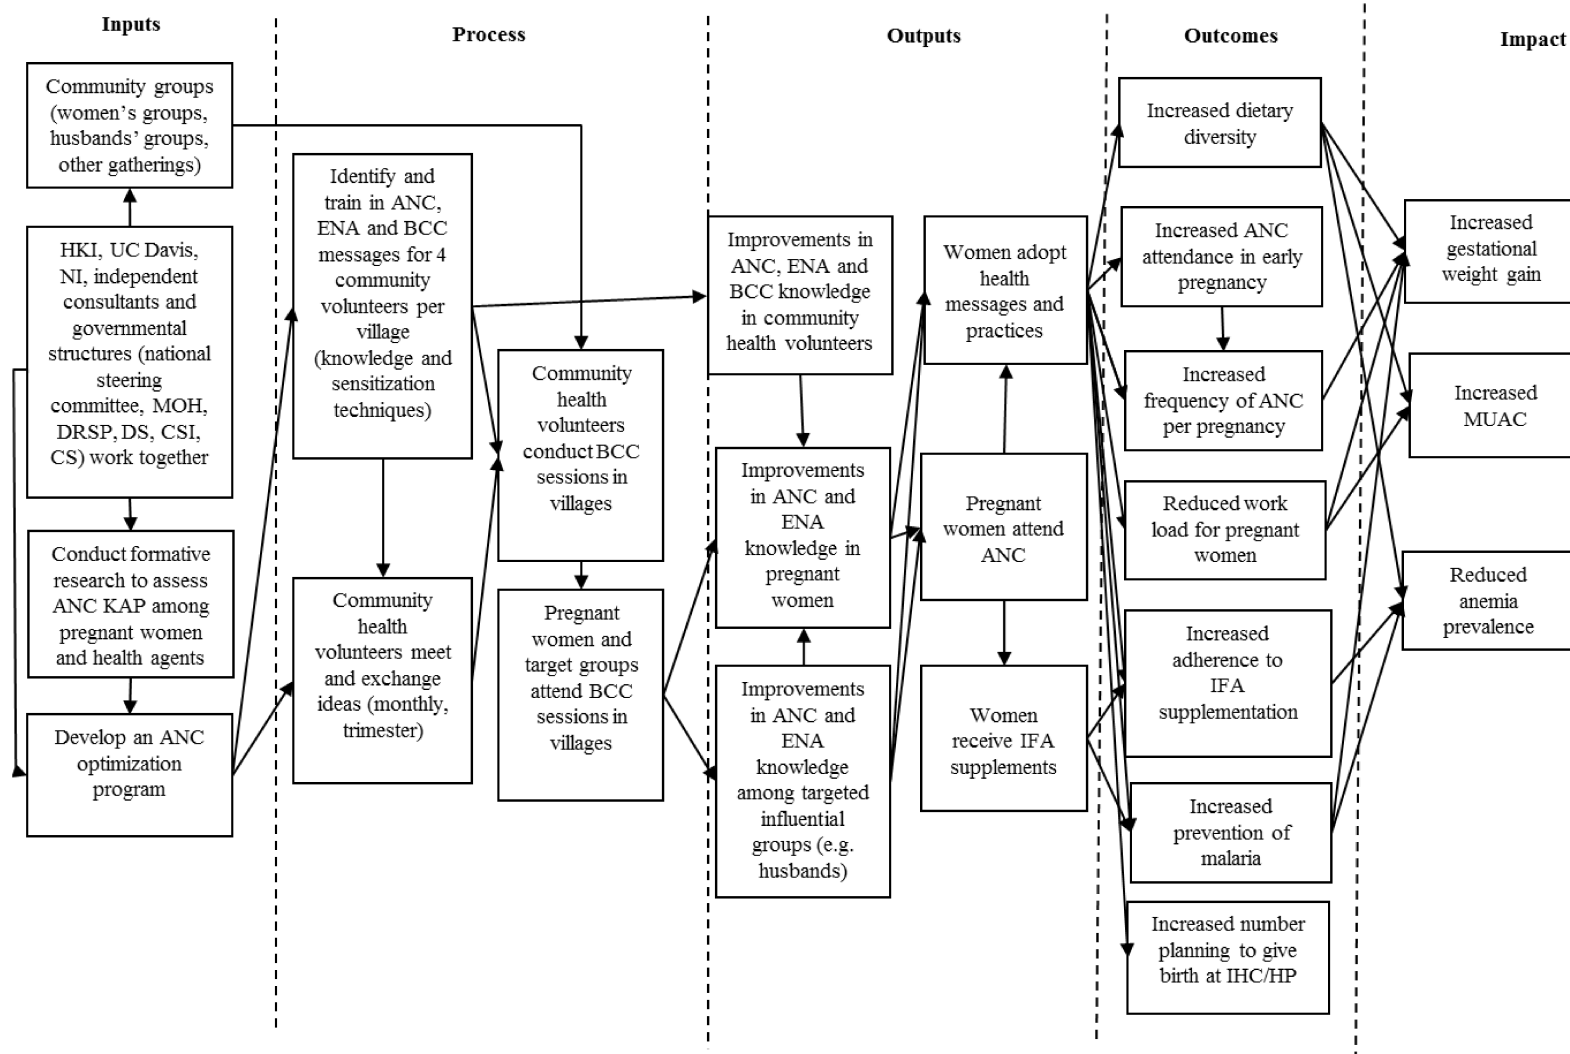 Inputs
Process
Outputs
Outcomes
Impact
Community groups
(women's groups,
husbands' groups,
other gatherings)
HKI, UC Davis,
NI, independent
consultants and
governmental
structures (national
steering
committee, MOH,
DRSP, DS, CSI,
CS) work together
Conduct formative
research to assess
ANC KAP among
pregnant women
and health agents
Develop an ANC
optimization
program
Identify and
train in ANC,
ENA and BCC
messages for 4
community
volunteers per
village
(knowledge and
sensitization
techniques)
Community
health
volunteers meet
and exchange
ideas (monthly,
trimester)
Community
health
volunteers
conduct BCC
sessions in
villages
Pregnant
women and
target groups
attend BCC
sessions in
villages
Improvements in
ANC, ENA and
BCC knowledge
in community
health volunteers
Improvements
in ANC and
ENA
knowledge in
pregnant
women
Improvements
in ANC and
ENA
knowledge
among targeted
influential
groups (e.g.
husbands)
Women adopt
health
messages and
practices
Pregnant
women attend
ANC
Women
receive IFA
supplements
Increased dietary
diversity
Increased ANC
attendance in early
pregnancy
Increased
frequency of ANC
per pregnancy
Reduced work
load for pregnant
women
Increased
adherence to
IFA
supplementation
Increased
prevention of
malaria
Increased number
planning to give
birth at IHC/HP
Increased
gestational
weight gain
Increased
MUAC
Reduced
anemia
prevalence